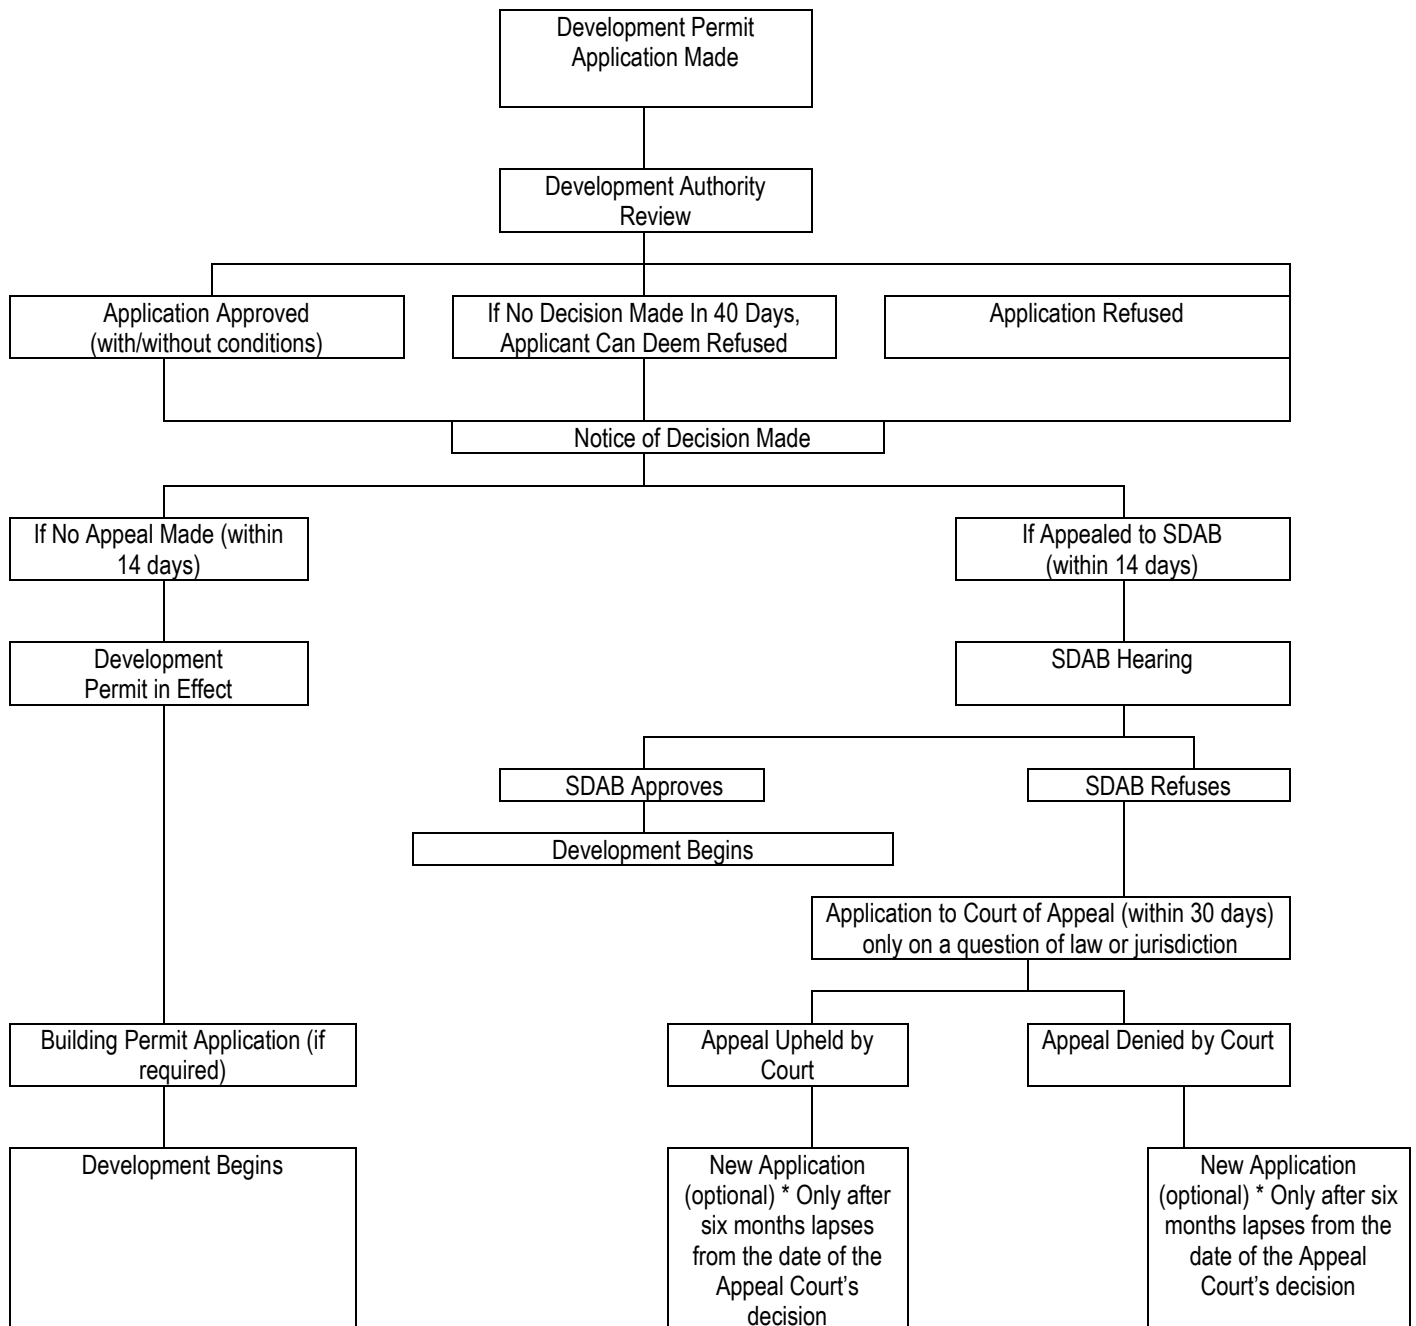 Development Permit
Application Made
Development Authority
Review
Application Approved
(with/without conditions)
If No Decision Made In 40 Days,
Applicant Can Deem Refused
Application Refused
Notice of Decision Made
If No Appeal Made (within
14 days)
If Appealed to SDAB
(within 14 days)
Development
Permit in Effect
SDAB Hearing
SDAB Approves
SDAB Refuses
Development Begins
Application to Court of Appeal (within 30 days)
only on a question of law or jurisdiction
Building Permit Application (if
required)
Appeal Upheld by
Court
Appeal Denied by Court
Development Begins
New Application
(optional) * Only after
six months lapses
from the date of the
Appeal Court’s
decision
New Application
(optional) * Only after six
months lapses from the
date of the Appeal
Court’s decision